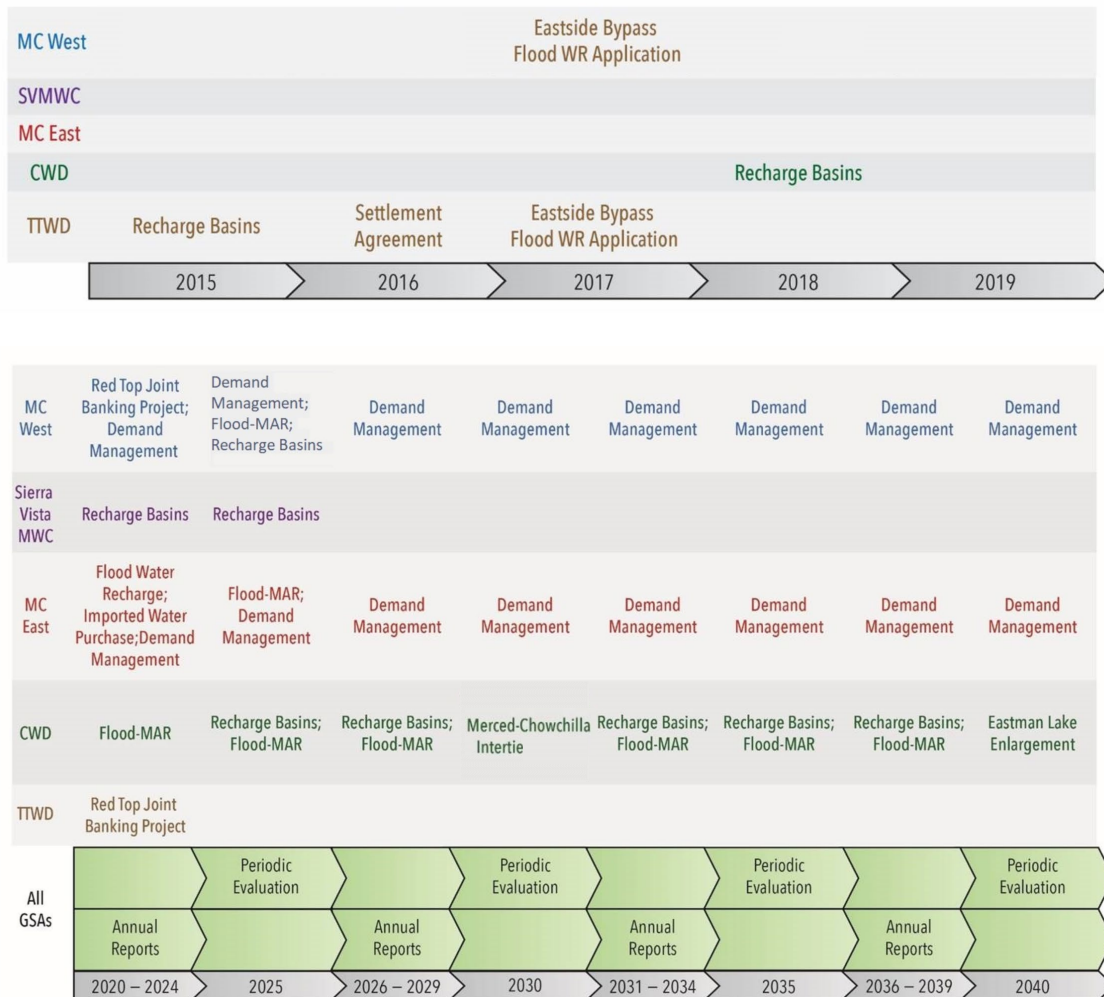 MC West
Eastside Bypass
Flood WR Application
SVMWC
MC East
CWD
Recharge Basins
TTWD
Recharge Basins
Settlement
Agreement
Eastside Bypass
Flood WR Application
2015
2016
2017
2018
2019
MC
West
Red Top Joint
Banking Project;
Demand
Management
Demand
Management;
Flood-MAR;
Recharge Basins
Demand
Management
Demand
Management
Demand
Management
Demand
Management
Demand
Management
Demand
Management
Sierra
Vista
MWC
Recharge Basins
Recharge Basins
MC
East
Flood Water
Recharge;
Imported Water
Purchase;Demand
Management
Flood-MAR;
Demand
Management
Demand
Management
Demand
Management
Demand
Management
Demand
Management
Demand
Management
Demand
Management
CWD
Flood-MAR
Recharge Basins;
Flood-MAR
Recharge Basins;
Flood-MAR
Merced-Chowchilla
Intertie
Recharge Basins;
Flood-MAR
Recharge Basins;
Flood-MAR
Recharge Basins;
Flood-MAR
Eastman Lake
Enlargement
TTWD
Red Top Joint
Banking Project
All
GSAs
Periodic
Evaluation
Periodic
Evaluation
Periodic
Evaluation
Periodic
Evaluation
Annual
Reports
Annual
Reports
Annual
Reports
Annual
Reports
2020 – 2024
2025
2026 – 2029
2030
2031 – 2034
2035
2036 – 2039
2040